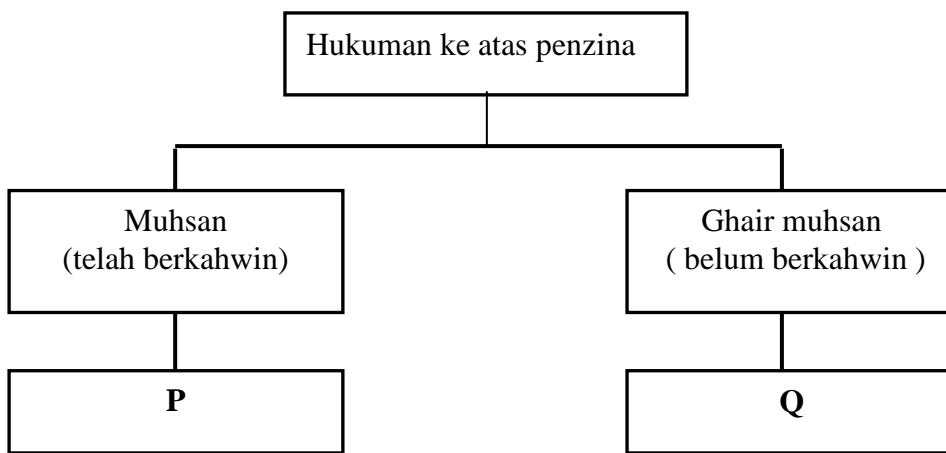 Hukuman ke atas penzina
Muhsan
(telah berkahwin)
Ghair muhsan
( belum berkahwin )
P
Q